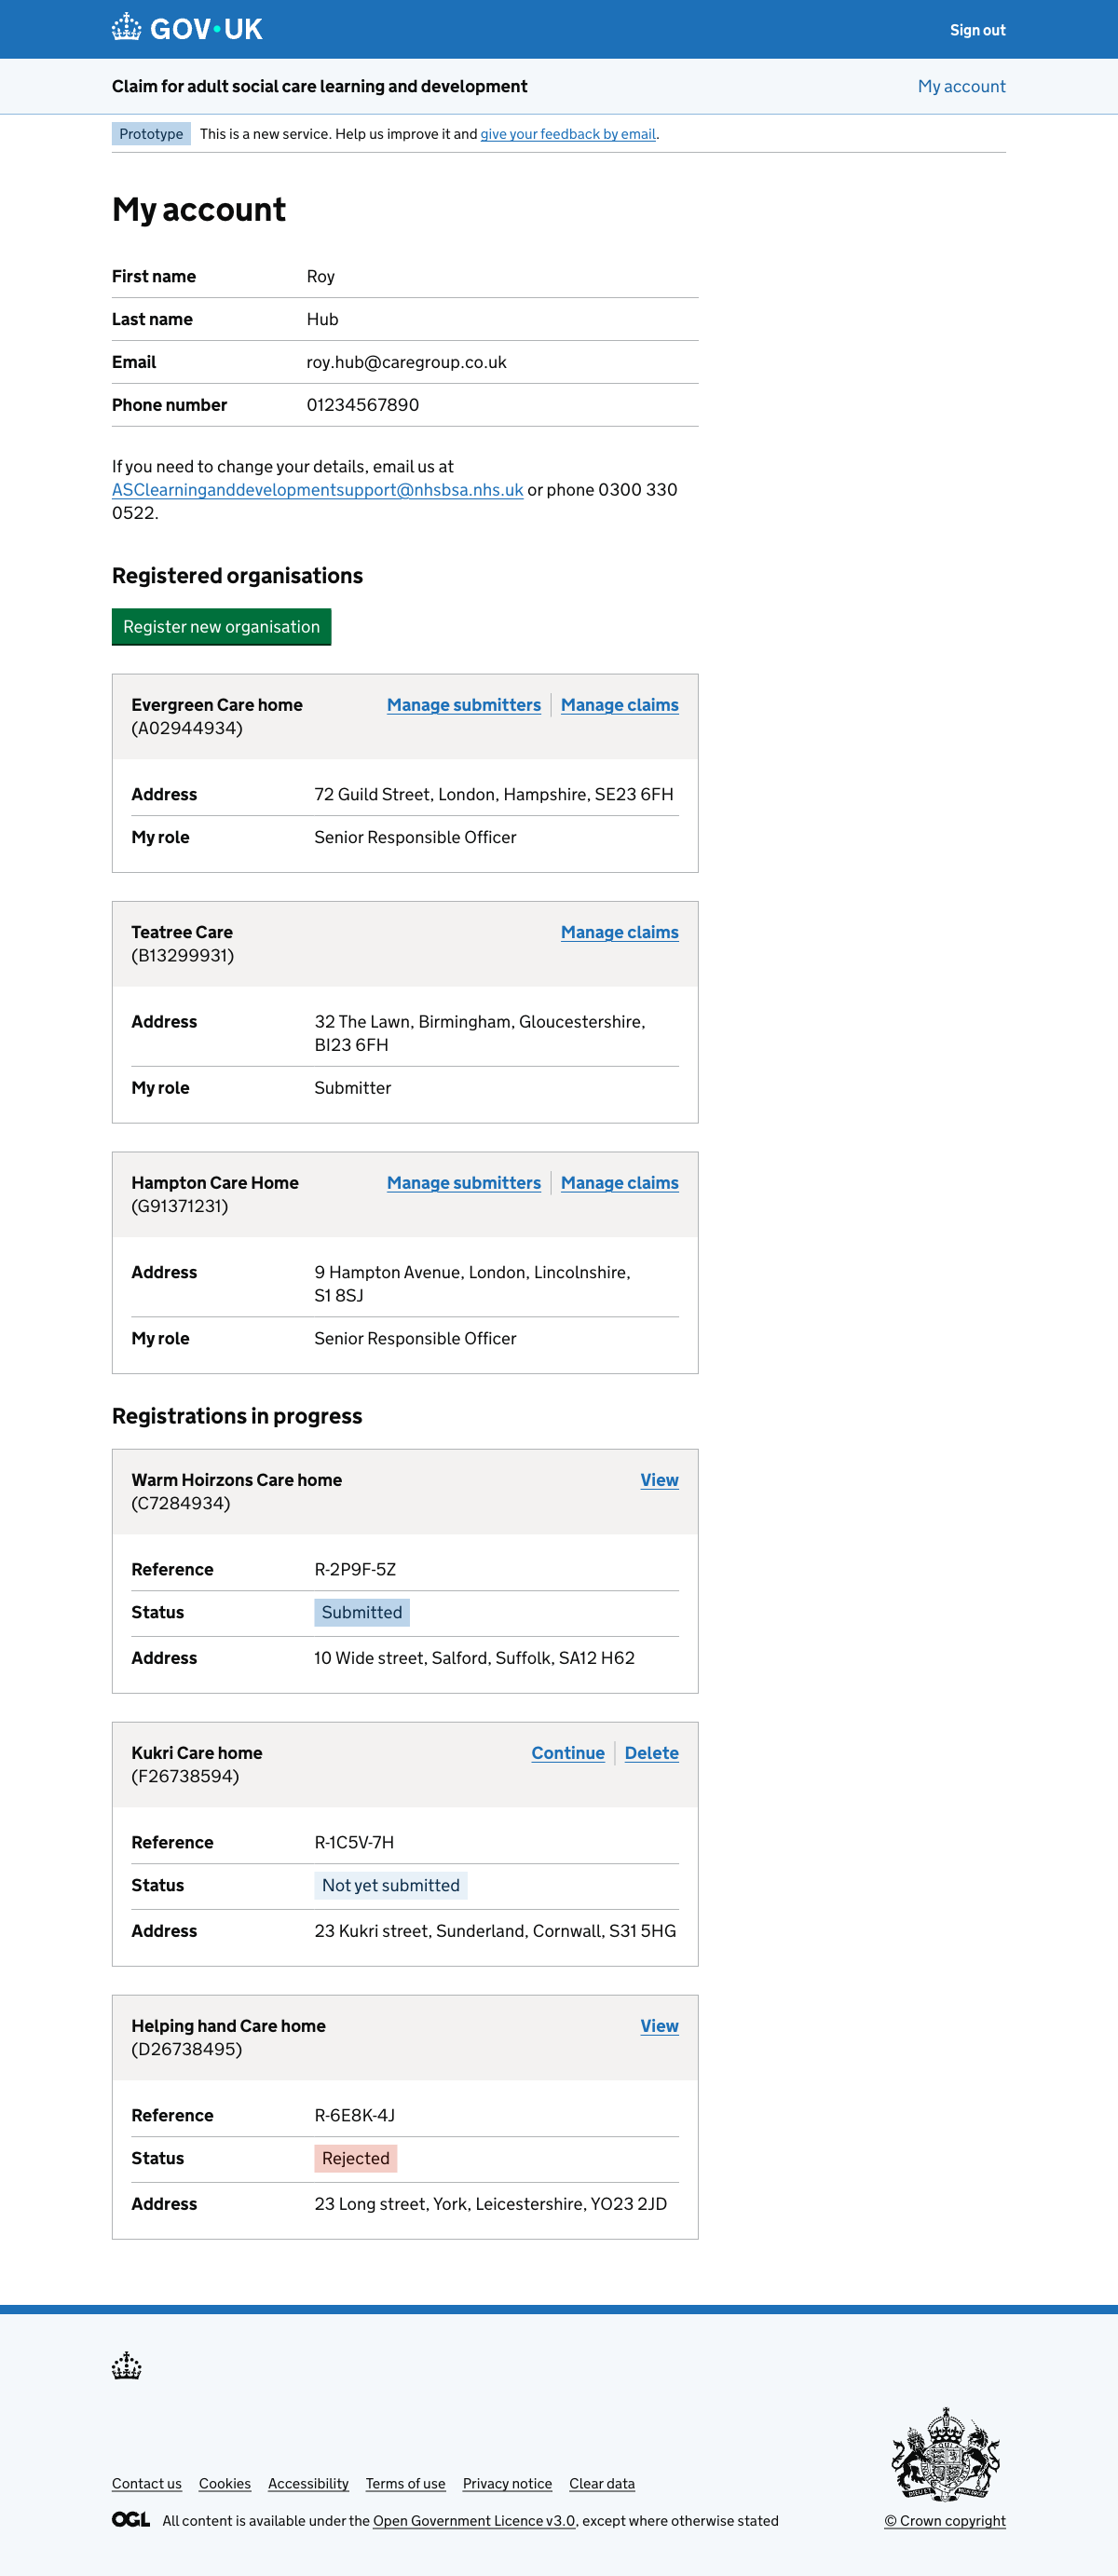 GOV·UK
Sign out
Claim for adult social care learning and development
My account
Prototype This is a new service. Help us improve it and give your feedback by email.
My account
First name Roy
Last name Hub
Email roy.hub@caregroup.co.uk
Phone number 01234567890
If you need to change your details, email us at
ASClearninganddevelopmentsupport@nhsbsa.nhs.uk or phone 0300 330
0522.
Registered organisations
Register new organisation
Evergreen Care home Manage submitters Manage claims
(A02944934)
Address 72 Guild Street, London, Hampshire, SE23 6FH
My role Senior Responsible Officer
Teatree Care Manage claims
(B13299931)
Address 32 The Lawn, Birmingham, Gloucestershire,
BI23 6FH
My role Submitter
Hampton Care Home Manage submitters Manage claims
(G91371231)
Address 9 Hampton Avenue, London, Lincolnshire,
S1 8SJ
My role Senior Responsible Officer
Registrations in progress
Warm Hoirzons Care home View
(C7284934)
Reference R-2P9F-5Z
Status Submitted
Address 10 Wide street, Salford, Suffolk, SA12 H62
Kukri Care home Continue Delete
(F26738594)
Reference R-1C5V-7H
Status Not yet submitted
Address 23 Kukri street, Sunderland, Cornwall, S31 5HG
Helping hand Care home View
(D26738495)
Reference R-6E8K-4J
Status Rejected
Address 23 Long street, York, Leicestershire, YO23 2JD
Contact us Cookies Accessibility Terms of use Privacy notice Clear data
OGL All content is available under the Open Government Licence v3.0, except where otherwise stated
© Crown copyright